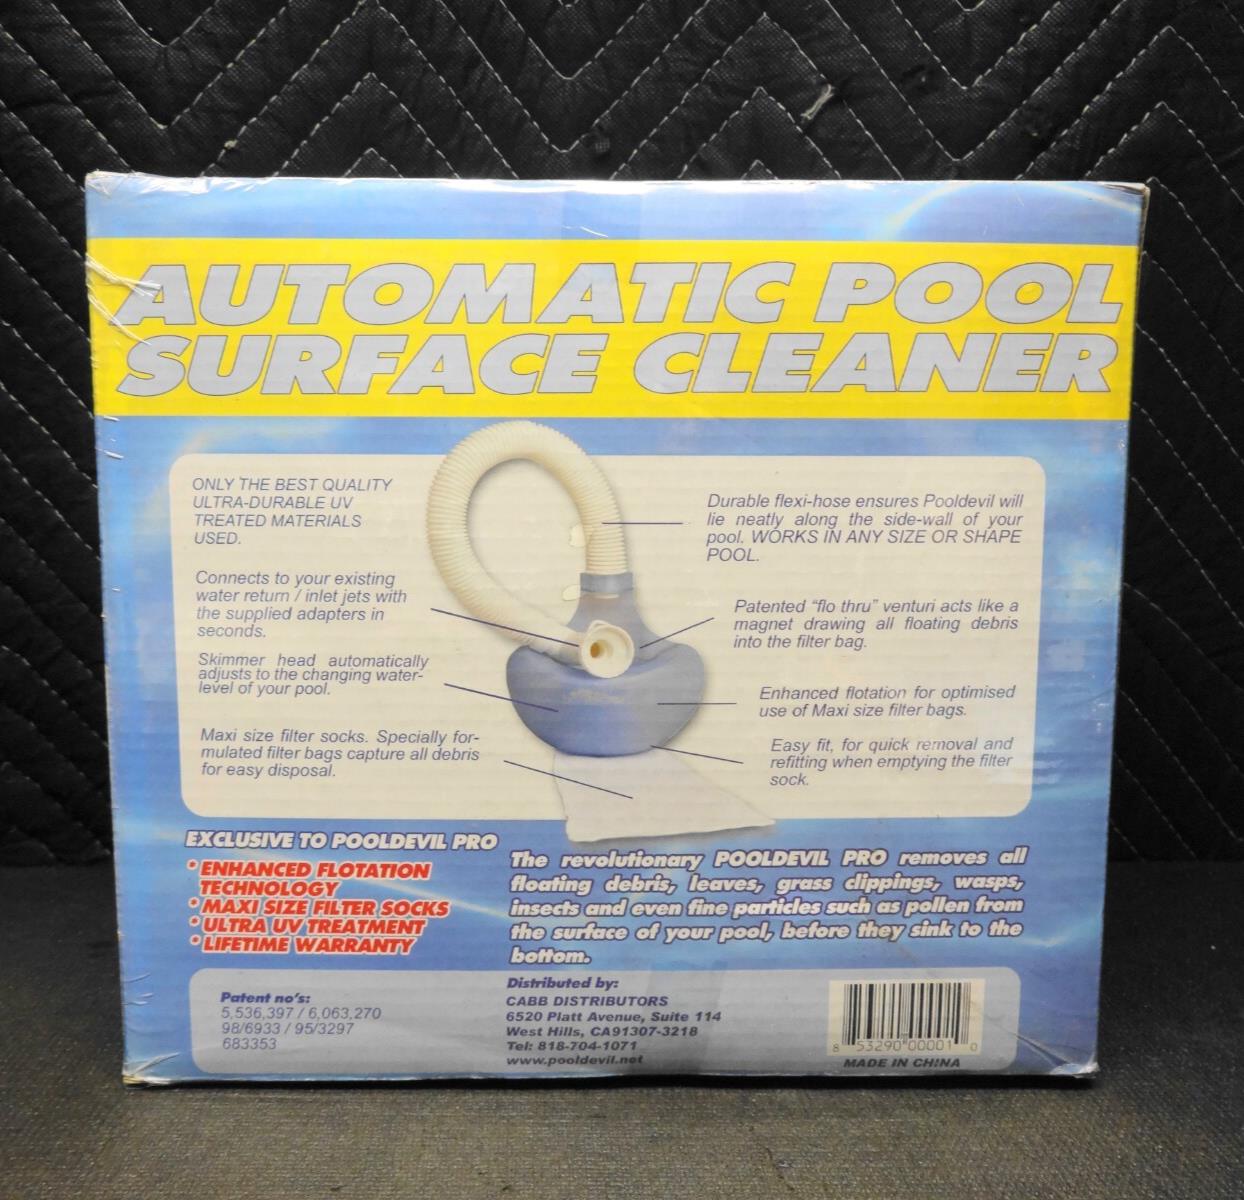 AUTOMATIC POOL
SURFACE CLEANER
ONLY THE BEST QUALITY
ULTRA-DURABLE UV
TREATED MATERIALS
USED.
Connects to your existing
water return / inlet jets with
the supplied adapters in
seconds.
Skimmer head automatically
adjusts to the changing water-
level of your pool.
Maxi size filter socks. Specially for-
mulated filter bags capture all debris
for easy disposal.
Durable flexi-hose ensures Pooldevil will
lie neatly along the side-wall of your
pool. WORKS IN ANY SIZE OR SHAPE
POOL.
Patented “flo thru” venturi acts like a
magnet drawing all floating debris
into the filter bag.
Enhanced flotation for optimised
use of Maxi size filter bags.
Easy fit, for quick removal and
refitting when emptying the filter
sock.
EXCLUSIVE TO POOLDEVIL PRO
* ENHANCED FLOTATION
TECHNOLOGY
* MAXI SIZE FILTER SOCKS
* ULTRA UV TREATMENT
* LIFETIME WARRANTY
The revolutionary POOLDEVIL PRO removes all
floating debris, leaves, grass clippings, wasps,
insects and even fine particles such as pollen from
the surface of your pool, before they sink to the
bottom.
Patent no's:
5,536,397 / 6,063,270
98/6933 / 95/3297
683353
Distributed by:
CABB DISTRIBUTORS
6520 Platt Avenue, Suite 114
West Hills, CA91307-3218
Tel: 818-704-1071
www.pooldevil.net
8 53290 00001 0
MADE IN CHINA